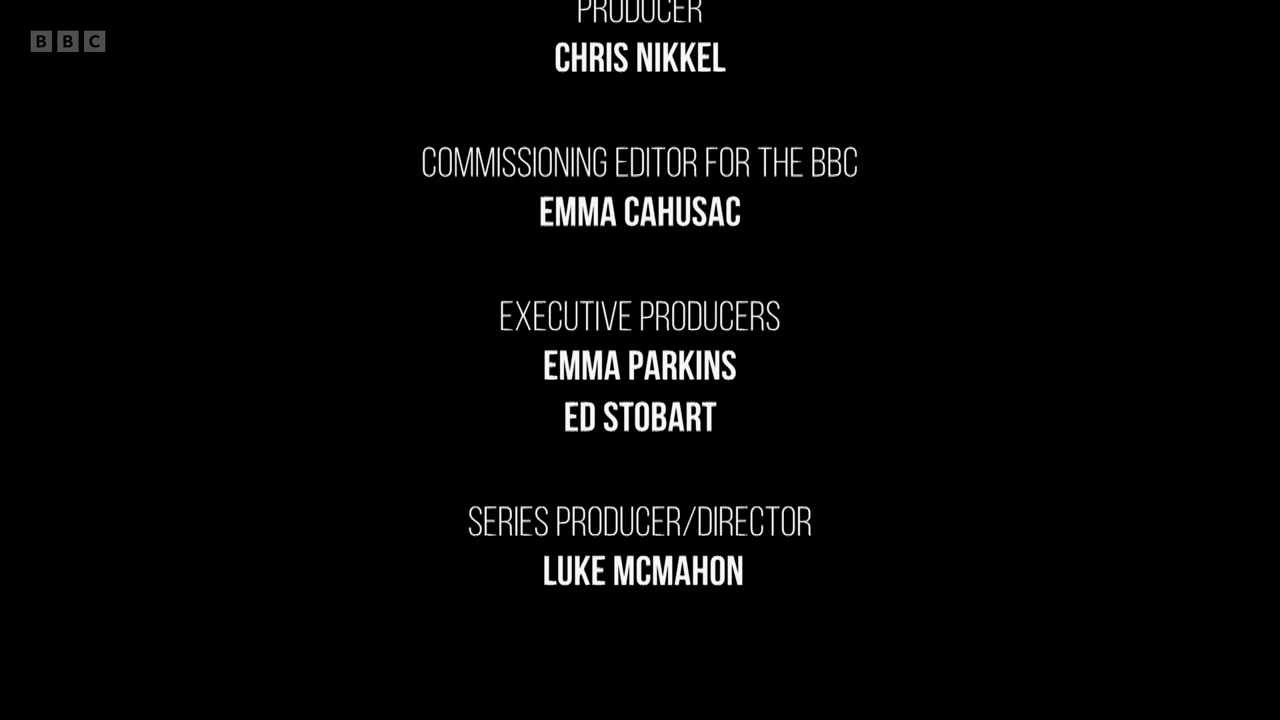 BBC
PRODUCER
CHRIS NIKKEL
COMMISSIONING EDITOR FOR THE BBC
EMMA CAHUSAC
EXECUTIVE PRODUCERS
EMMA PARKINS
ED STOBART
SERIES PRODUCER/DIRECTOR
LUKE MCMAHON